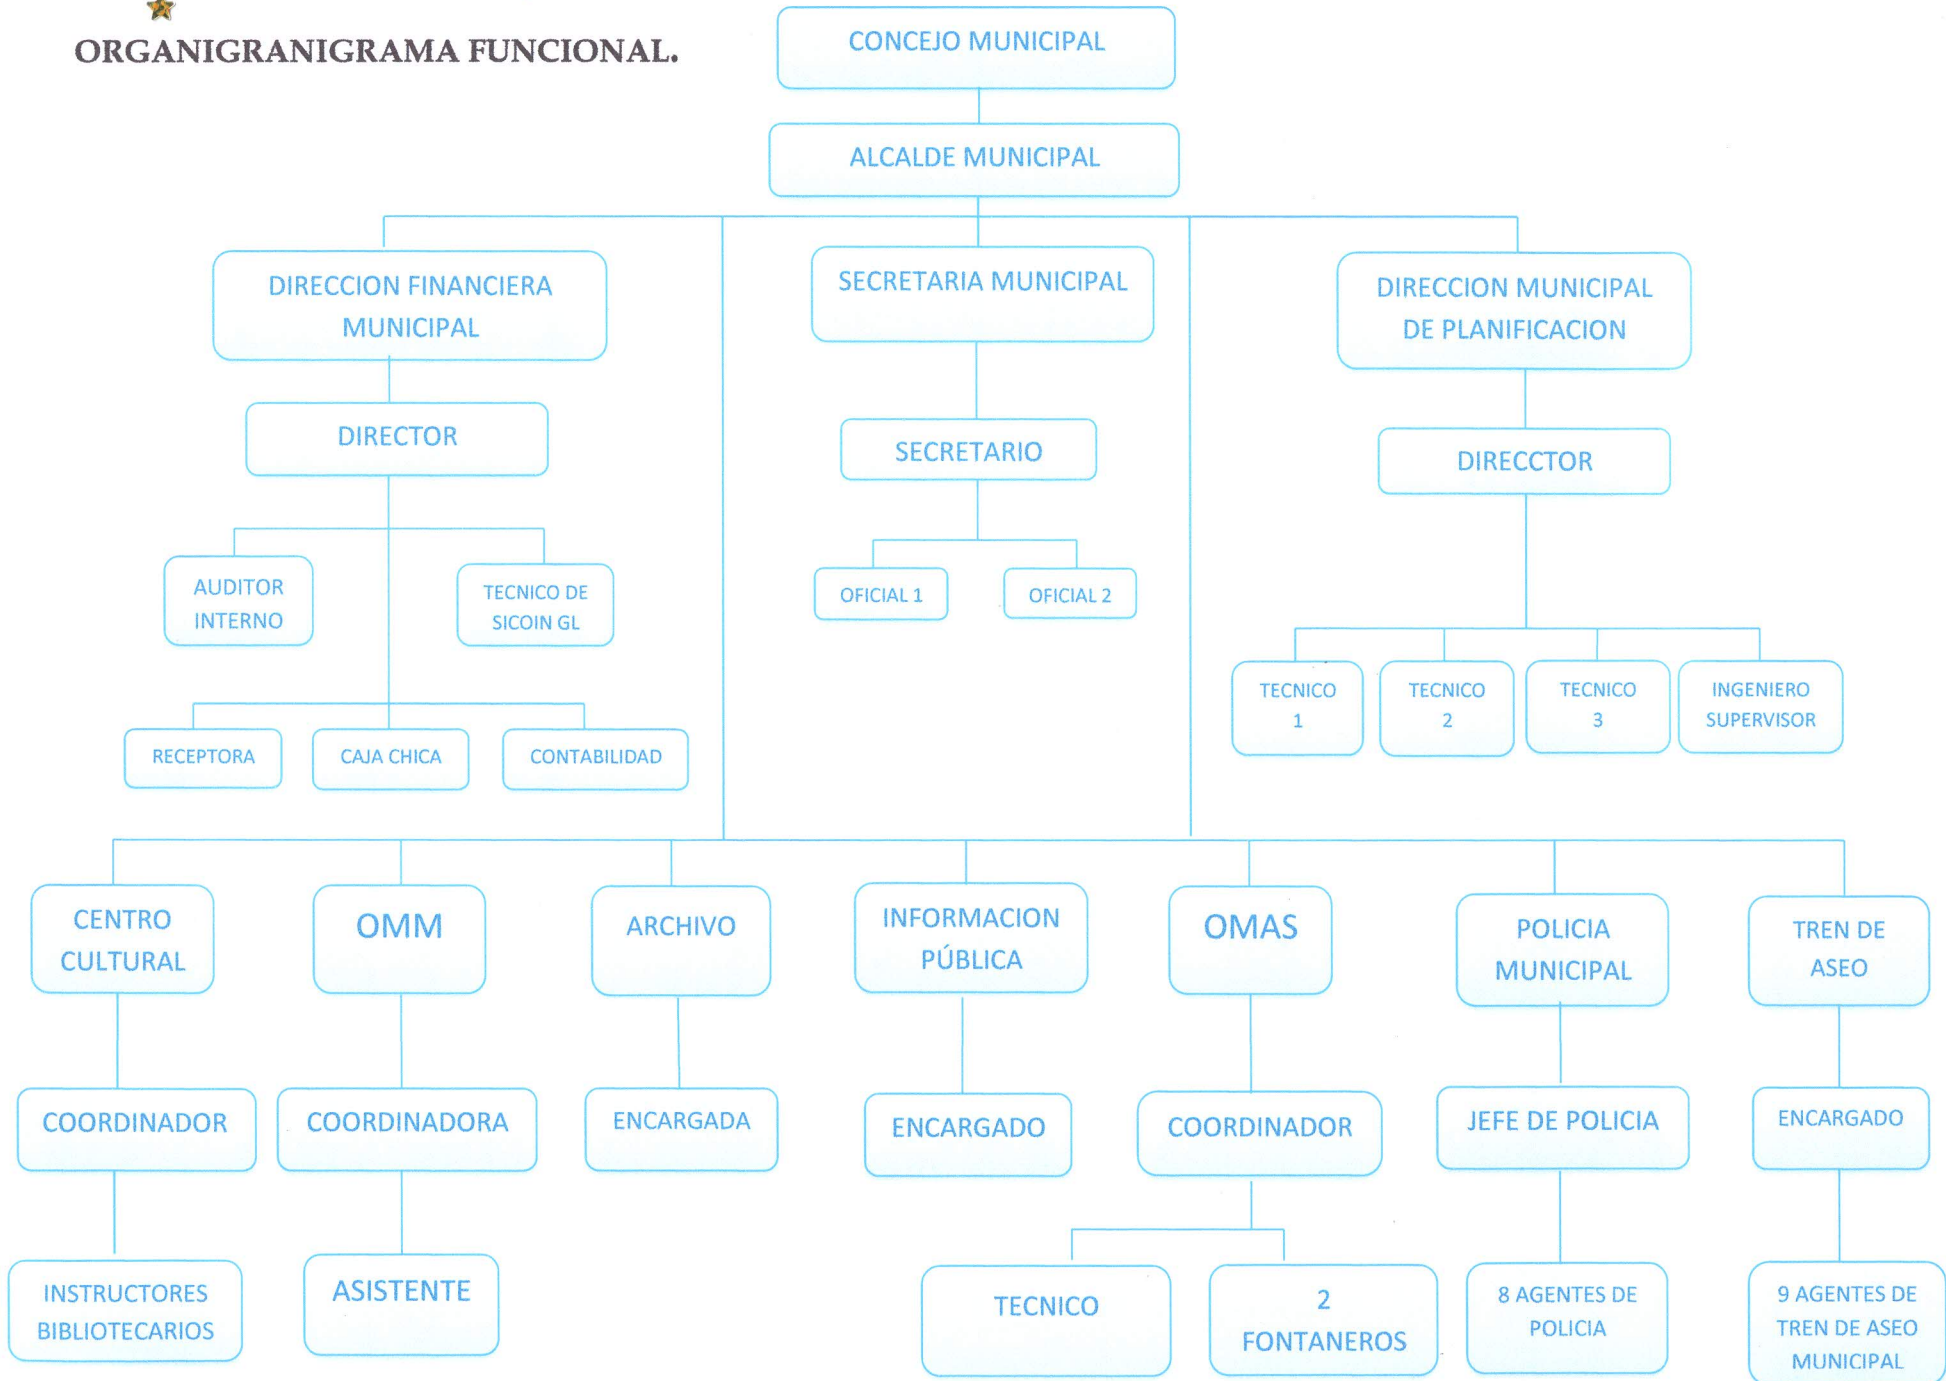 ORGANIGRANIGRAMA FUNCIONAL.
CONCEJO MUNICIPAL
ALCALDE MUNICIPAL
DIRECCION FINANCIERA
MUNICIPAL
SECRETARIA MUNICIPAL
DIRECCION MUNICIPAL
DE PLANIFICACION
DIRECTOR
SECRETARIO
DIRECCTOR
AUDITOR
INTERNO
TECNICO DE
SICOIN GL
OFICIAL 1
OFICIAL 2
TECNICO
1
TECNICO
2
TECNICO
3
INGENIERO
SUPERVISOR
RECEPTORA
CAJA CHICA
CONTABILIDAD
CENTRO
CULTURAL
OMM
ARCHIVO
INFORMACION
PÚBLICA
OMAS
POLICIA
MUNICIPAL
TREN DE
ASEO
COORDINADOR
COORDINADORA
ENCARGADA
ENCARGADO
COORDINADOR
JEFE DE POLICIA
ENCARGADO
INSTRUCTORES
BIBLIOTECARIOS
ASISTENTE
TECNICO
2
FONTANEROS
8 AGENTES DE
POLICIA
9 AGENTES DE
TREN DE ASEO
MUNICIPAL